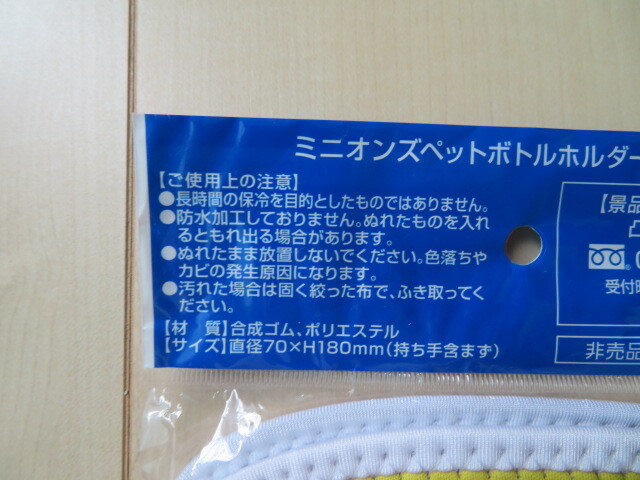 ミニオンズペットボトルホルダー
【ご使用上の注意】
●長時間の保冷を目的としたものではありません。
●防水加工しておりません。ぬれたものを入れ
るともれ出る場合があります。
●ぬれたまま放置しないでください。色落ちや
カビの発生原因になります。
●汚れた場合は固く絞った布で、ふき取ってく
ださい。
【材 質】合成ゴム、ポリエステル
【サイズ】直径70×H180mm(持ち手含まず)
【景品
受付時
非売品